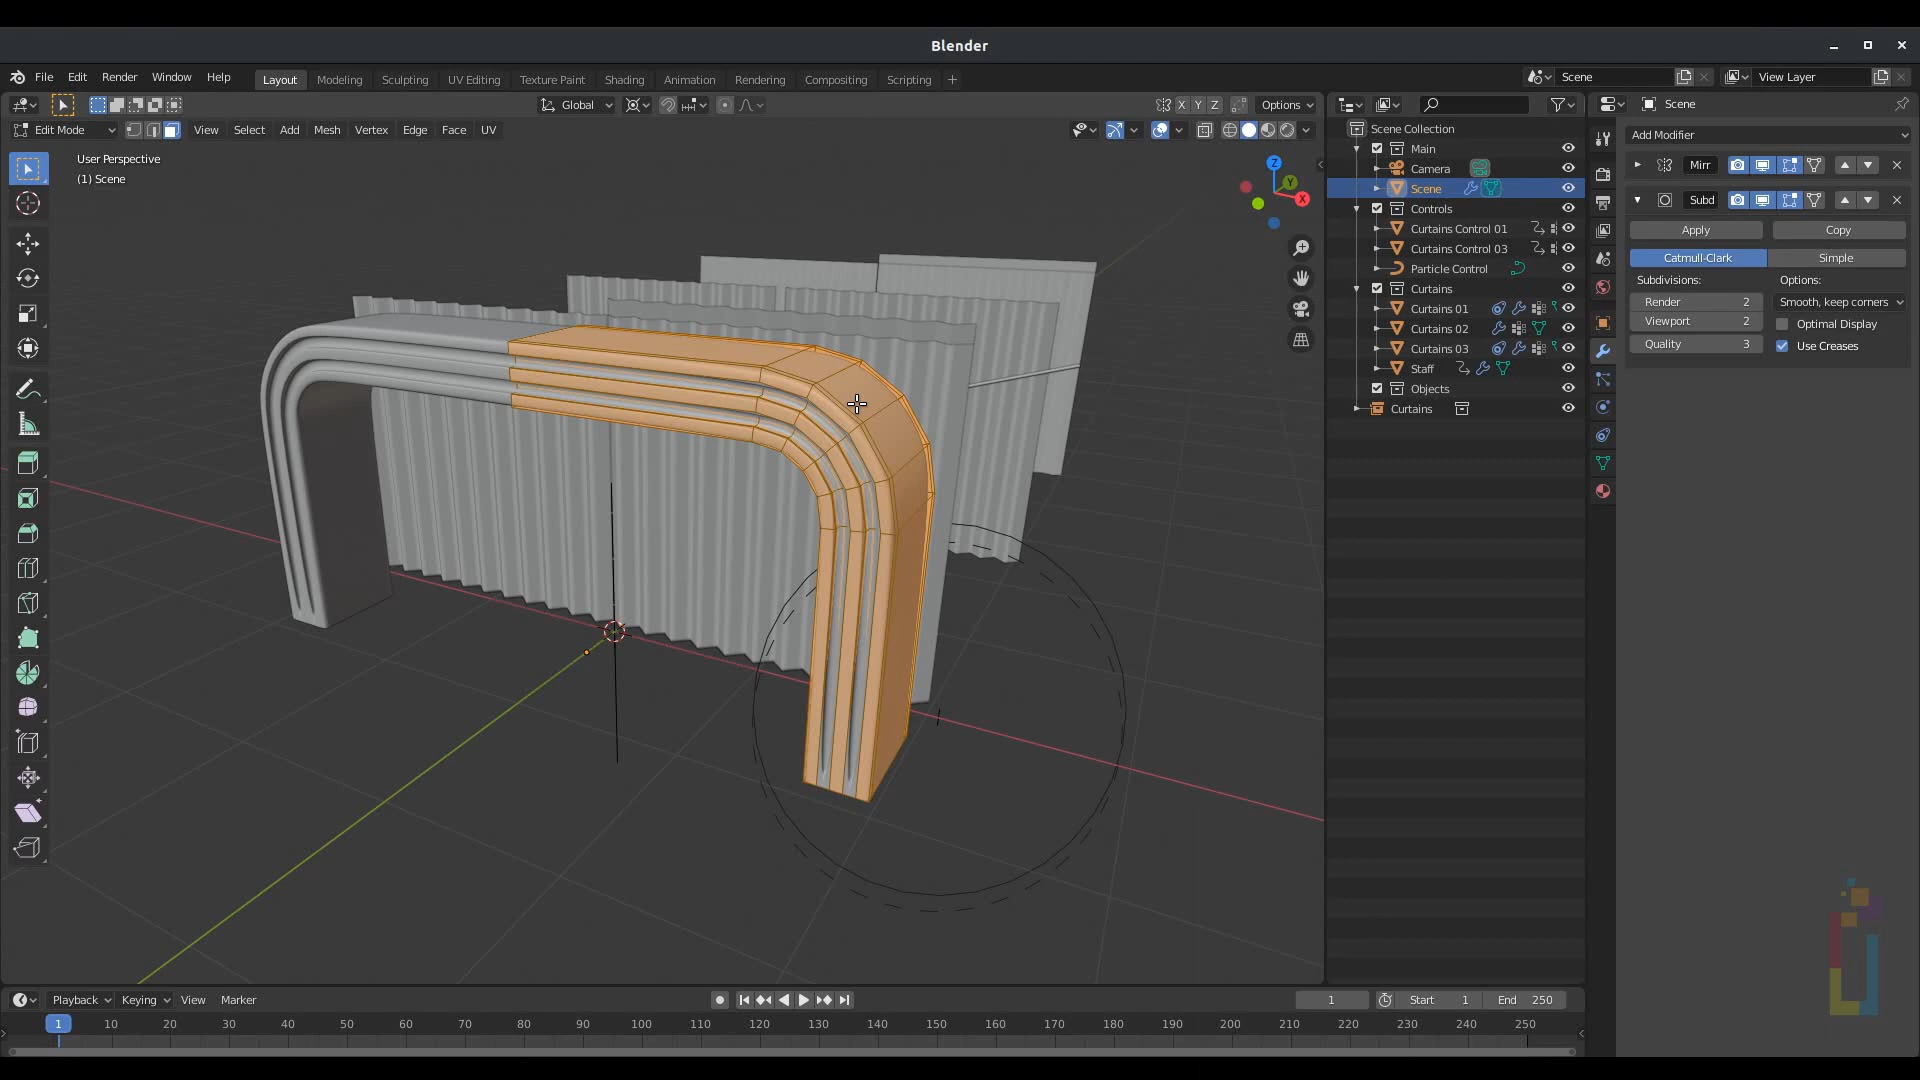 Blender
File Edit Render Window Help Layout Modeling Sculpting UV Editing Texture Paint Shading Animation Rendering Compositing Scripting + Scene View Layer
Global X Y Z Options Scene
Edit Mode View Select Add Mesh Vertex Edge Face UV
User Perspective
(1) Scene
Z
Y
X
Scene Collection
Main
Camera
Scene
Controls
Curtains Control 01
Curtains Control 03
Particle Control
Curtains
Curtains 01
Curtains 02
Curtains 03
Staff
Objects
Curtains
Add Modifier
Mirr
Subd
Apply Copy
Catmull-Clark Simple
Subdivisions: Options:
Render 2 Smooth, keep corners
Viewport 2 Optimal Display
Quality 3 Use Creases
Playback Keying View Marker 1 Start 1 End 250
1 10 20 30 40 50 60 70 80 90 100 110 120 130 140 150 160 170 180 190 200 210 220 230 240 250